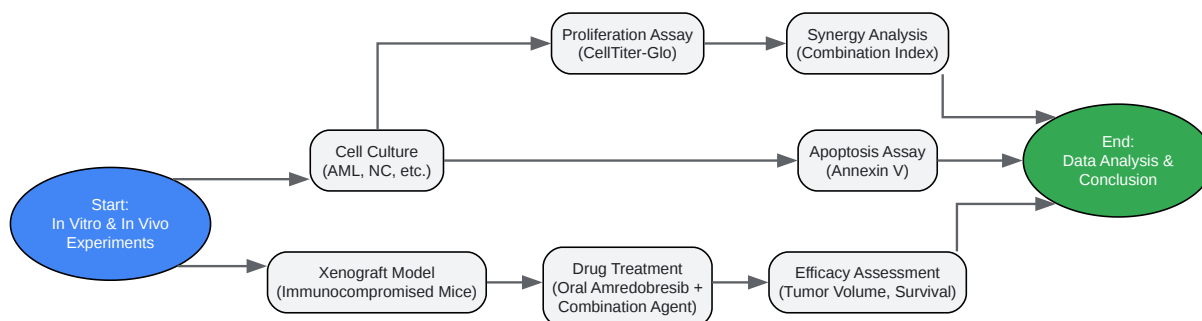 Proliferation Assay
(CellTiter-Glo)
Synergy Analysis
(Combination Index)
Cell Culture
(AML, NC, etc.)
Apoptosis Assay
(Annexin V)
End:
Data Analysis &
Conclusion
Start:
In Vitro & In Vivo
Experiments
Xenograft Model
(Immunocompromised Mice)
Drug Treatment
(Oral Amredobresib +
Combination Agent)
Efficacy Assessment
(Tumor Volume, Survival)